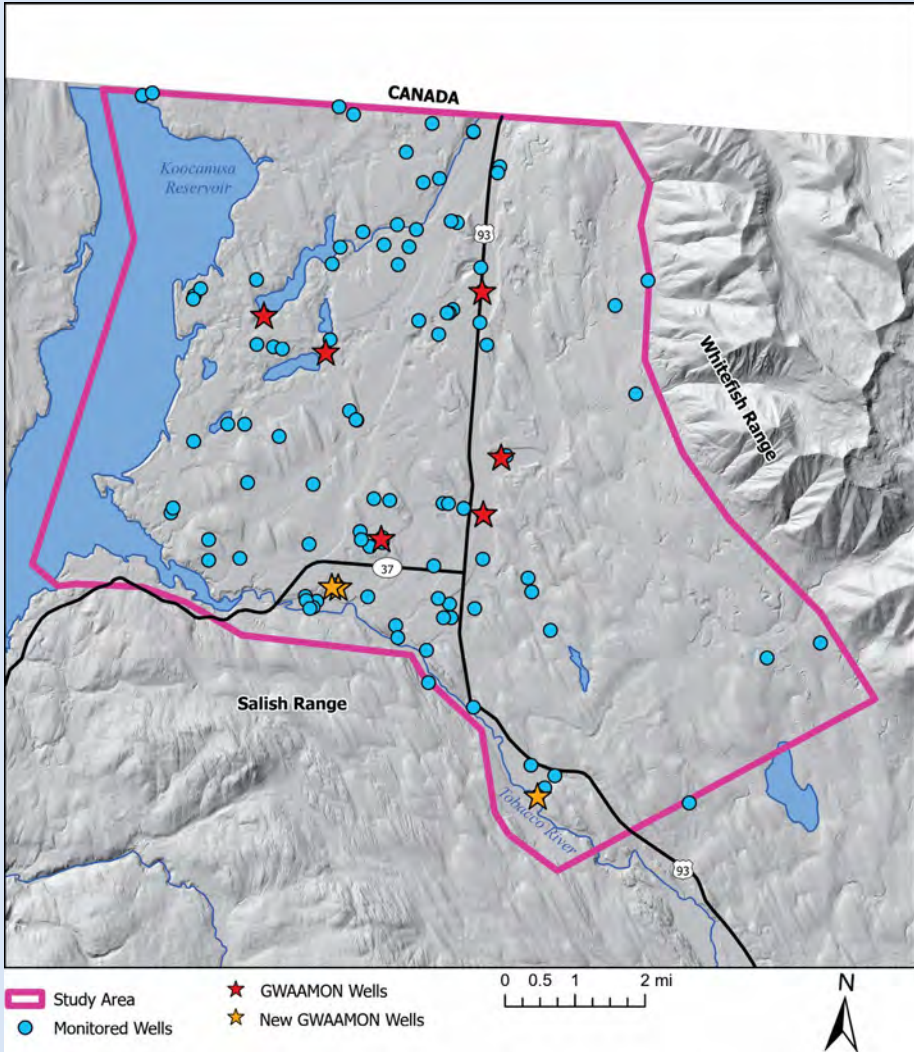 CANADA
Koocanusa
Reservoir
93
Whitefish Range
37
Salish Range
Tobacco River
93
Study Area
Monitored Wells
GWAAMON Wells
New GWAAMON Wells
0 0.5 1 2 mi
N